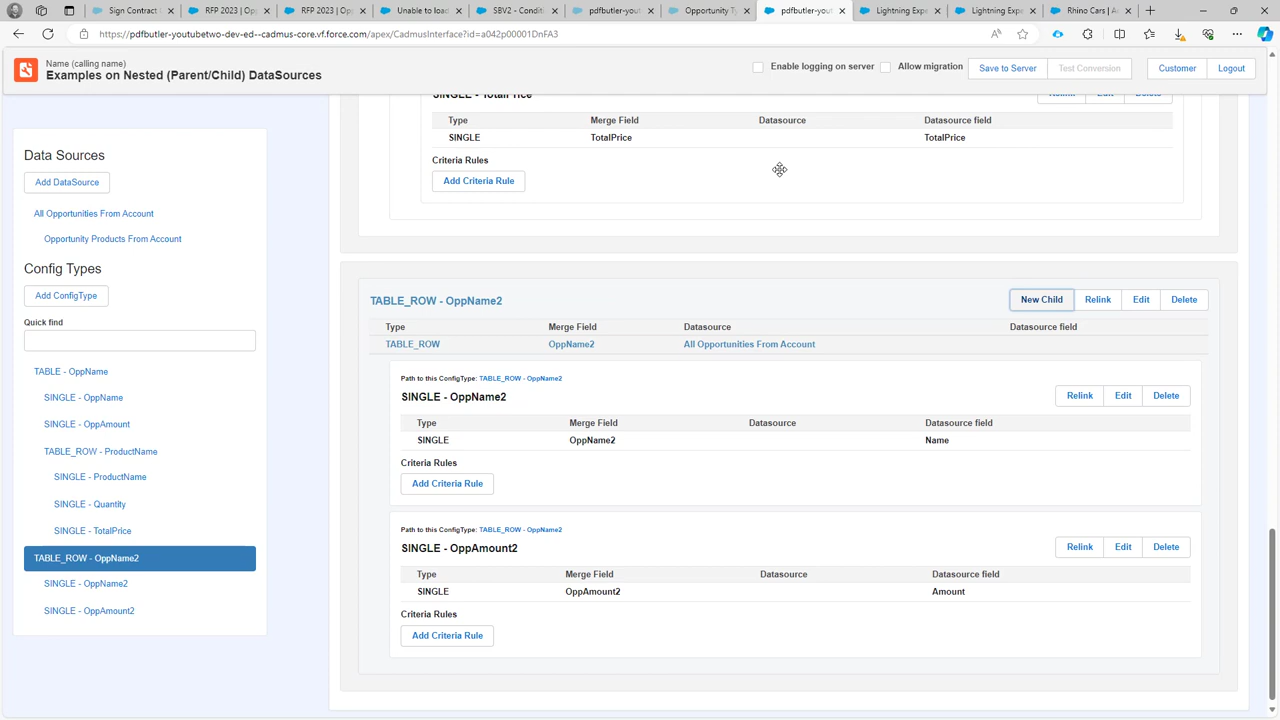 Sign Contract U
RFP 2023 | Opp
RFP 2023 | Opp
Unable to load
SBV2 - Conditio
pdfbutler-yout
Opportunity Typ
pdfbutler-yout
Lightning Expe
Lightning Expe
Rhino Cars | Ac
https://pdfbutler-youtubetwo-dev-ed--cadmus-core.vf.force.com/apex/CadmusInterface?id=a042p00001DnFA3
Name (calling name)
Examples on Nested (Parent/Child) DataSources
Enable logging on server
Allow migration
Save to Server
Test Conversion
Customer
Logout
Data Sources
Add DataSource
All Opportunities From Account
Opportunity Products From Account
Config Types
Add ConfigType
Quick find
TABLE - OppName
SINGLE - OppName
SINGLE - OppAmount
TABLE_ROW - ProductName
SINGLE - ProductName
SINGLE - Quantity
SINGLE - TotalPrice
TABLE_ROW - OppName2
SINGLE - OppName2
SINGLE - OppAmount2
SINGLE - TotalPrice
Relink Edit Delete
Type Merge Field Datasource Datasource field
SINGLE TotalPrice TotalPrice
Criteria Rules
Add Criteria Rule
TABLE_ROW - OppName2
New Child Relink Edit Delete
Type Merge Field Datasource Datasource field
TABLE_ROW OppName2 All Opportunities From Account
Path to this ConfigType: TABLE_ROW - OppName2
SINGLE - OppName2
Relink Edit Delete
Type Merge Field Datasource Datasource field
SINGLE OppName2 Name
Criteria Rules
Add Criteria Rule
Path to this ConfigType: TABLE_ROW - OppName2
SINGLE - OppAmount2
Relink Edit Delete
Type Merge Field Datasource Datasource field
SINGLE OppAmount2 Amount
Criteria Rules
Add Criteria Rule